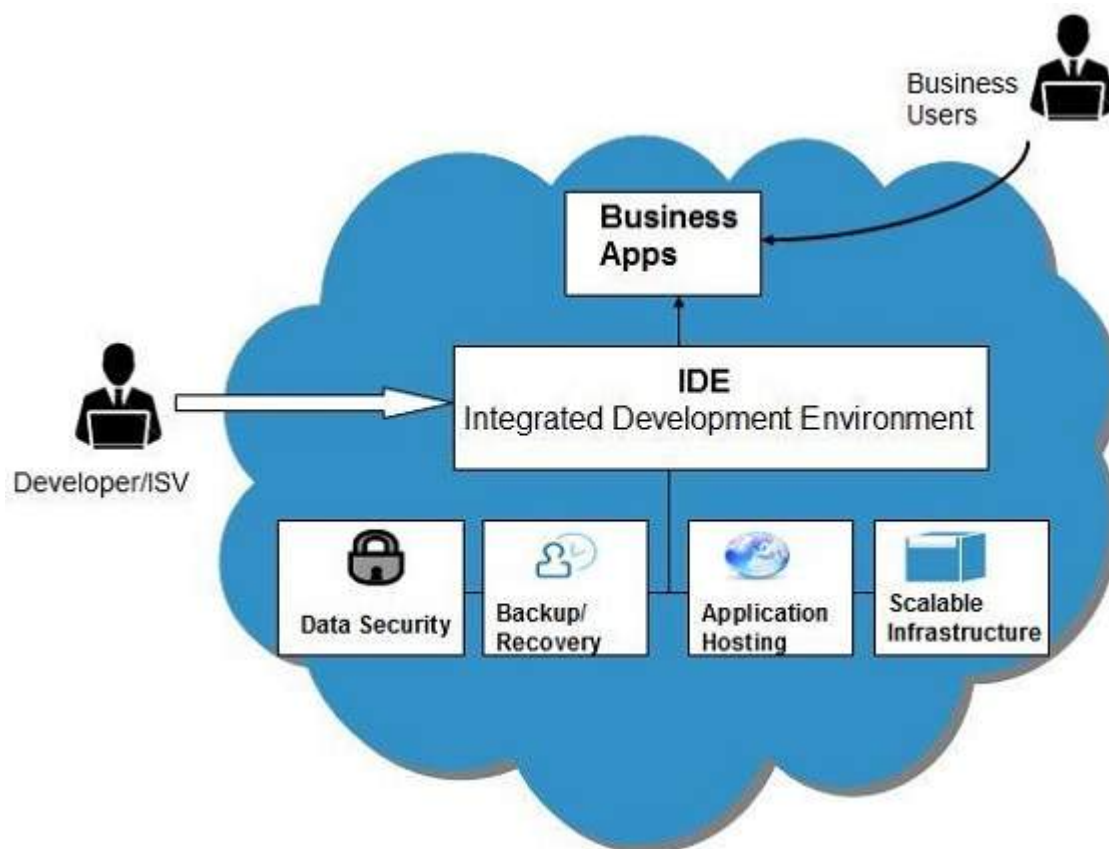 Business
Users
Business
Apps
IDE
Integrated Development Environment
Developer/ISV
Data Security
Backup/
Recovery
Application
Hosting
Scalable
Infrastructure